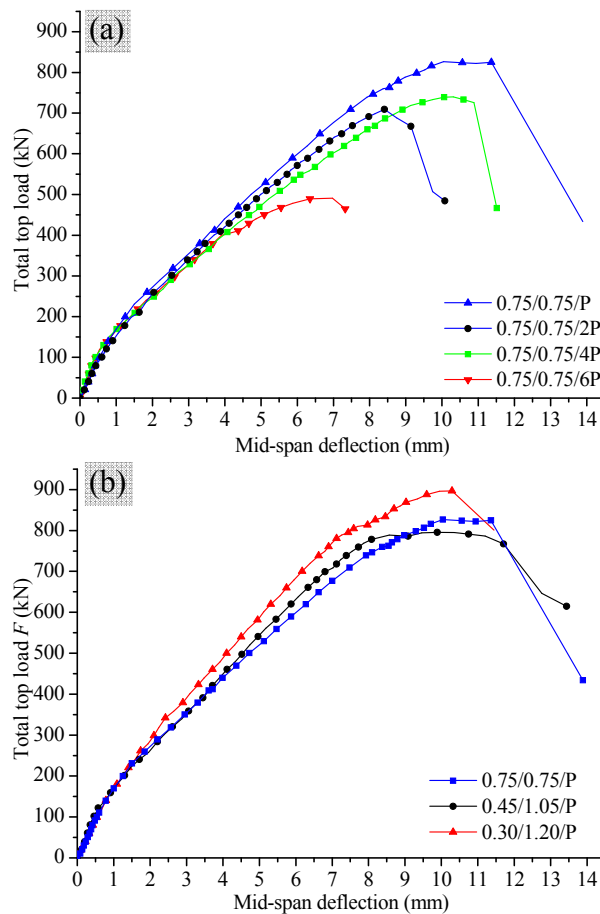 (a)
900
800
700
600
500
400
300
200
100
0
Total top load (kN)
0.75/0.75/P
0.75/0.75/2P
0.75/0.75/4P
0.75/0.75/6P
0 1 2 3 4 5 6 7 8 9 10 11 12 13 14
Mid-span deflection (mm)
(b)
900
800
700
600
500
400
300
200
100
0
Total top load F (kN)
0.75/0.75/P
0.45/1.05/P
0.30/1.20/P
0 1 2 3 4 5 6 7 8 9 10 11 12 13 14
Mid-span deflection (mm)